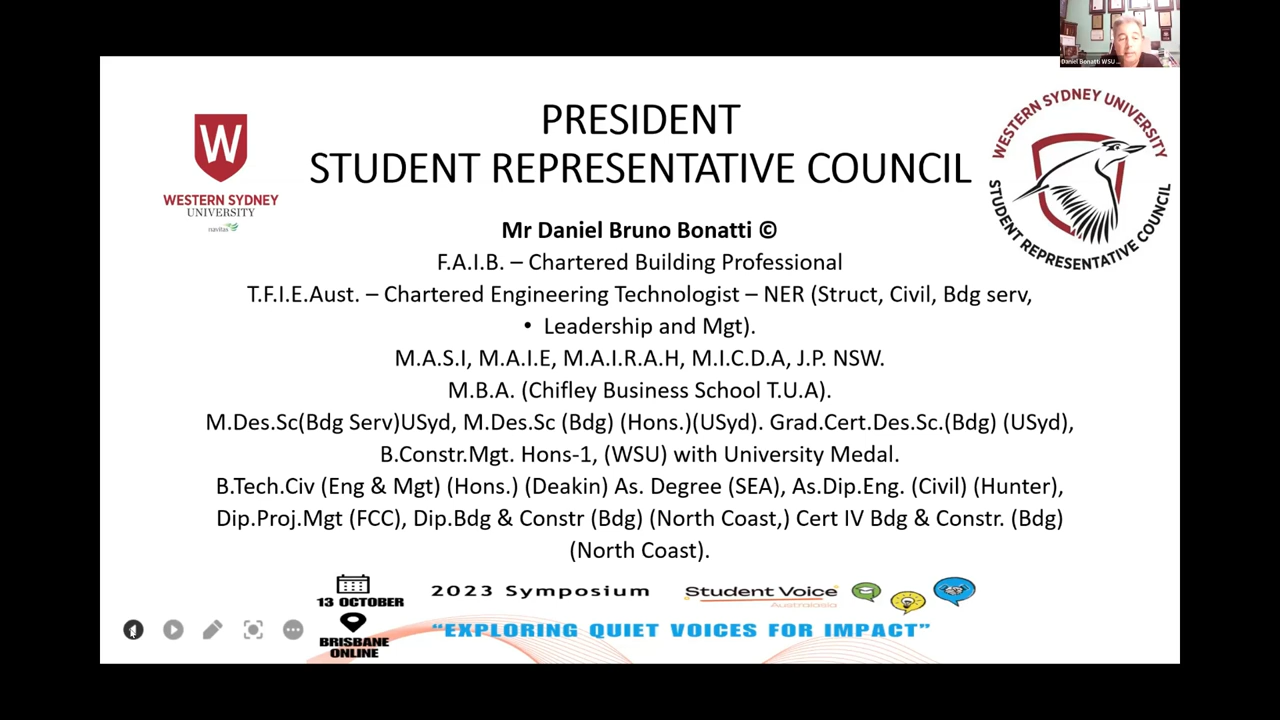 Daniel Bonatti WSU ...
PRESIDENT
STUDENT REPRESENTATIVE COUNCIL
W
WESTERN SYDNEY
UNIVERSITY
navitas
WESTERN SYDNEY UNIVERSITY
STUDENT REPRESENTATIVE COUNCIL
Mr Daniel Bruno Bonatti ©
F.A.I.B. – Chartered Building Professional
T.F.I.E.Aust. – Chartered Engineering Technologist – NER (Struct, Civil, Bdg serv,
• Leadership and Mgt).
M.A.S.I, M.A.I.E, M.A.I.R.A.H, M.I.C.D.A, J.P. NSW.
M.B.A. (Chifley Business School T.U.A).
M.Des.Sc(Bdg Serv)USyd, M.Des.Sc (Bdg) (Hons.)(USyd). Grad.Cert.Des.Sc.(Bdg) (USyd),
B.Constr.Mgt. Hons-1, (WSU) with University Medal.
B.Tech.Civ (Eng & Mgt) (Hons.) (Deakin) As. Degree (SEA), As.Dip.Eng. (Civil) (Hunter),
Dip.Proj.Mgt (FCC), Dip.Bdg & Constr (Bdg) (North Coast,) Cert IV Bdg & Constr. (Bdg)
(North Coast).
13 OCTOBER
2023 Symposium
Student Voice
Australasia
BRISBANE
ONLINE
“EXPLORING QUIET VOICES FOR IMPACT”